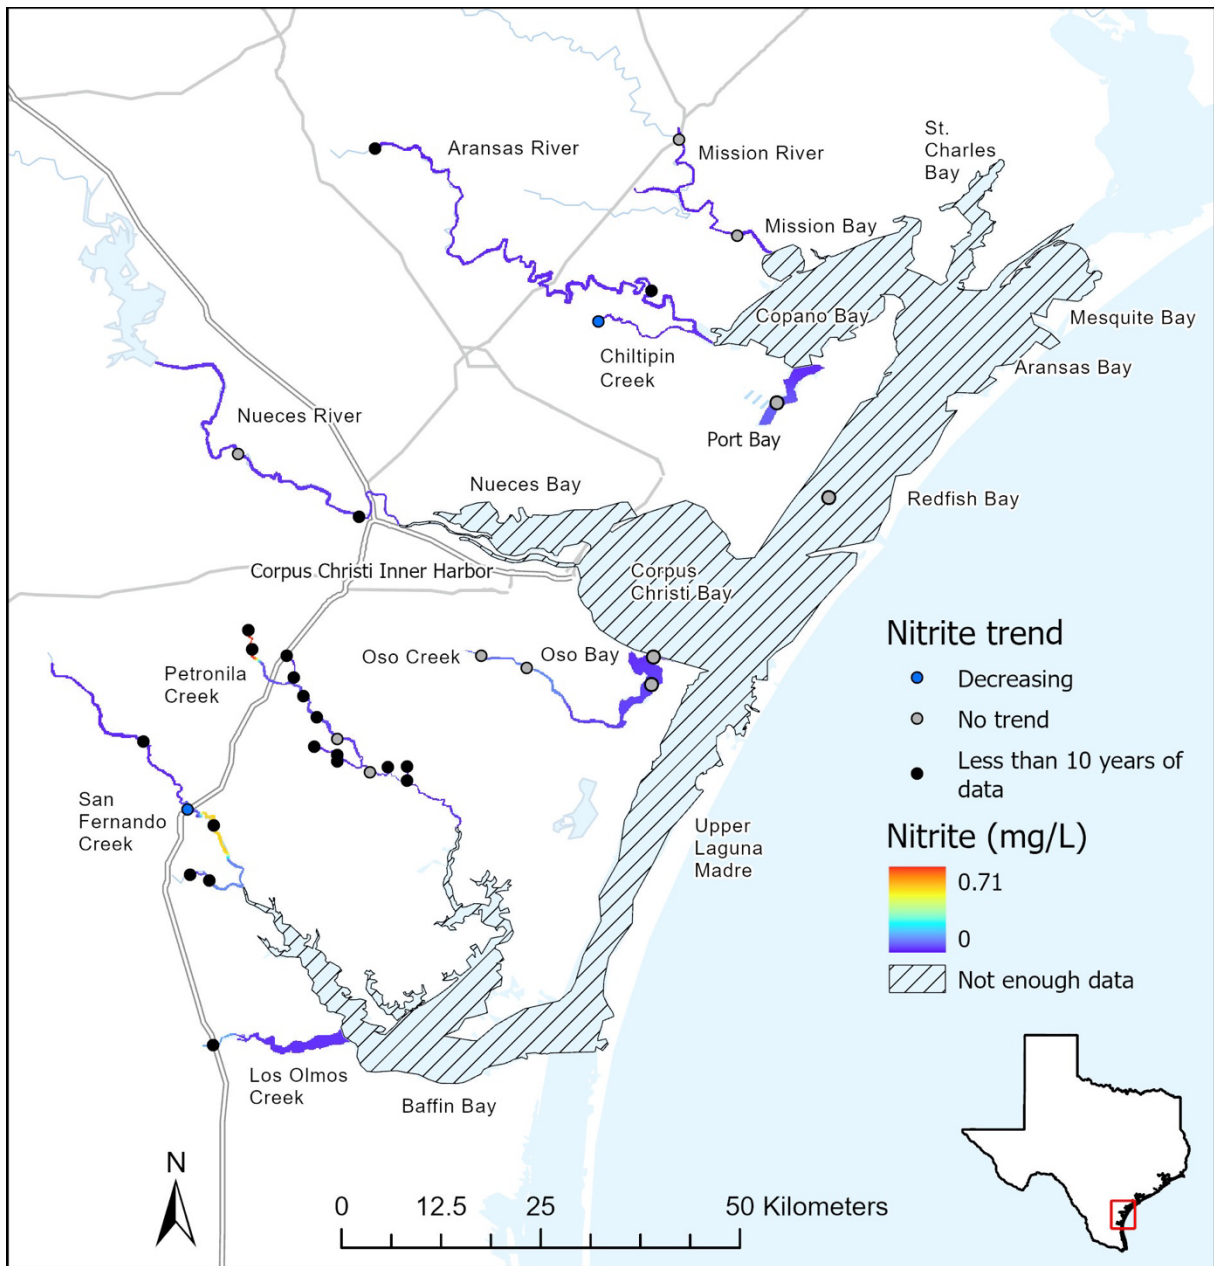 St.
Charles
Bay
Aransas River
Mission River
Mission Bay
Copano Bay
Mesquite Bay
Chiltipin
Creek
Aransas Bay
Nueces River
Port Bay
Nueces Bay
Redfish Bay
Corpus Christi Inner Harbor
Corpus
Christi Bay
Oso Creek
Oso Bay
Petronila
Creek
San
Fernando
Creek
Upper
Laguna
Madre
Los Olmos
Creek
Baffin Bay
Nitrite trend
Decreasing
No trend
Less than 10 years of
data
Nitrite (mg/L)
0.71
0
Not enough data
N
0 12.5 25 50 Kilometers